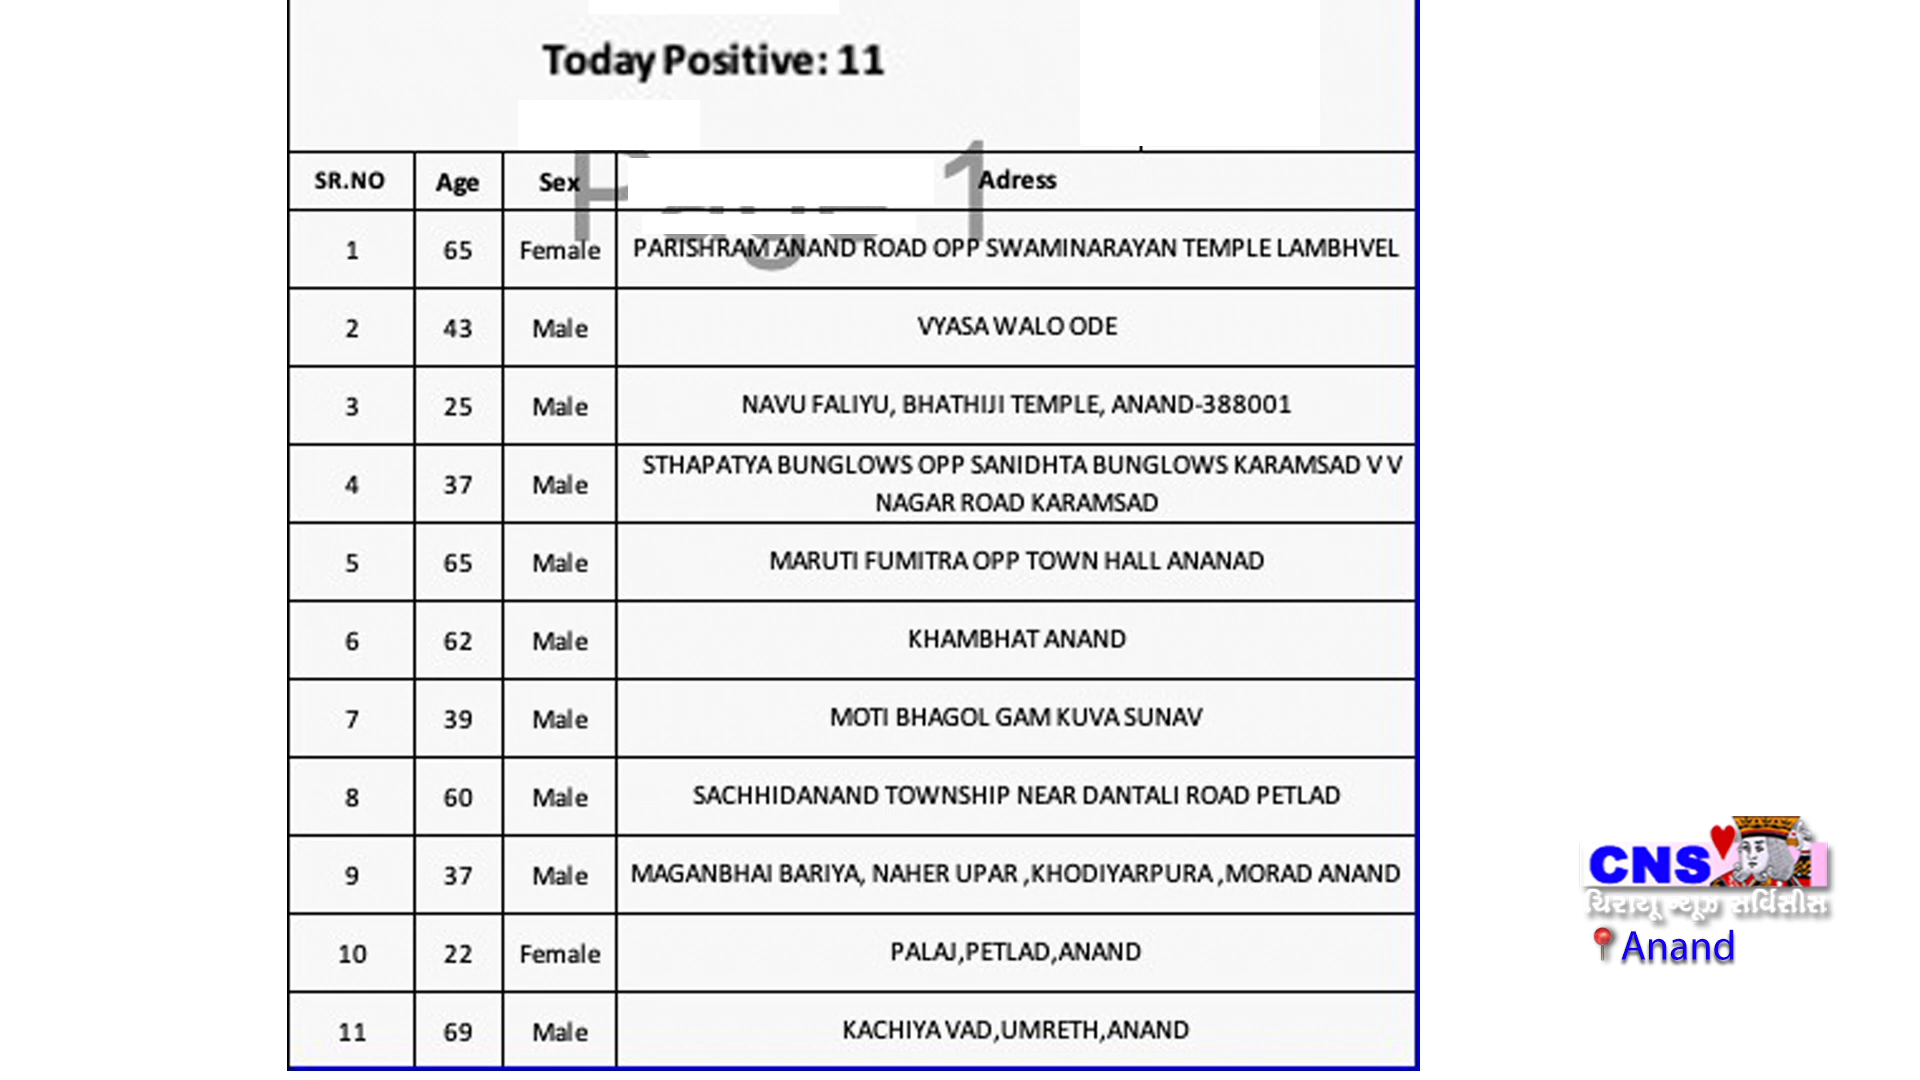 Today Positive: 11
Page 1
SR.NO Age Sex Adress
1 65 Female PARISHRAM ANAND ROAD OPP SWAMINARAYAN TEMPLE LAMBHVEL
2 43 Male VYASA WALO ODE
3 25 Male NAVU FALIYU, BHATHIJI TEMPLE, ANAND-388001
4 37 Male STHAPATYA BUNGLOWS OPP SANIDHTA BUNGLOWS KARAMSAD V V
NAGAR ROAD KARAMSAD
5 65 Male MARUTI FUMITRA OPP TOWN HALL ANANAD
6 62 Male KHAMBHAT ANAND
7 39 Male MOTI BHAGOL GAM KUVA SUNAV
8 60 Male SACHHIDANAND TOWNSHIP NEAR DANTALI ROAD PETLAD
9 37 Male MAGANBHAI BARIYA, NAHER UPAR ,KHODIYARPURA ,MORAD ANAND
10 22 Female PALAJ,PETLAD,ANAND
11 69 Male KACHIYA VAD,UMRETH,ANAND
CNS
ચિરાયૂ ન્યૂઝ સર્વિસીસ
Anand